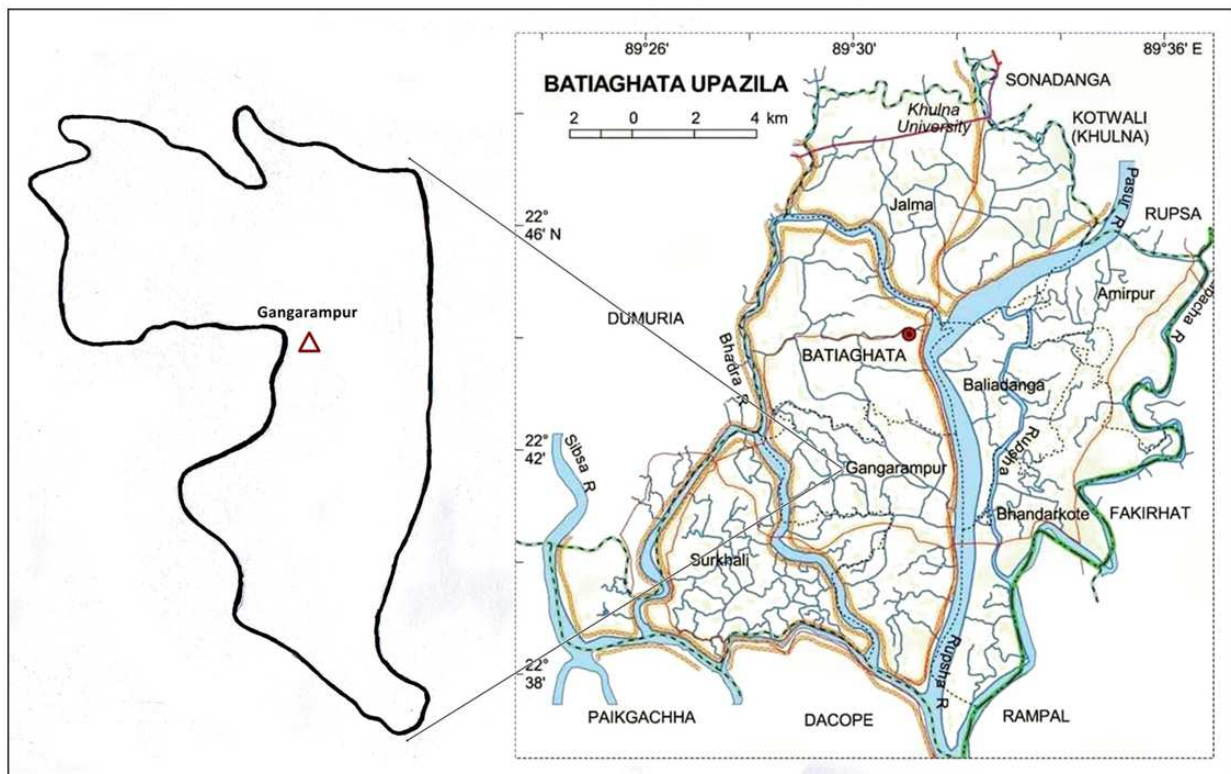 Gangarampur
89°26'
89°30'
89°36' E
BATIAGHATA UPAZILA
2 0 2 4 km
SONADANGA
Khulna
University
KOTWALI
(KHULNA)
Pasur R
Jalma
22°
46' N
RUPSA
Amirpur
DUMURIA
Bhadra R
BATIAGHATA
Baliadanga
Rupsha
22°
42'
Sibsa R
Gangarampur
Bhandarkote
FAKIRHAT
Surkhali
22°
38'
Rupsha R
PAIKGACHHA
DACOPE
RAMPAL